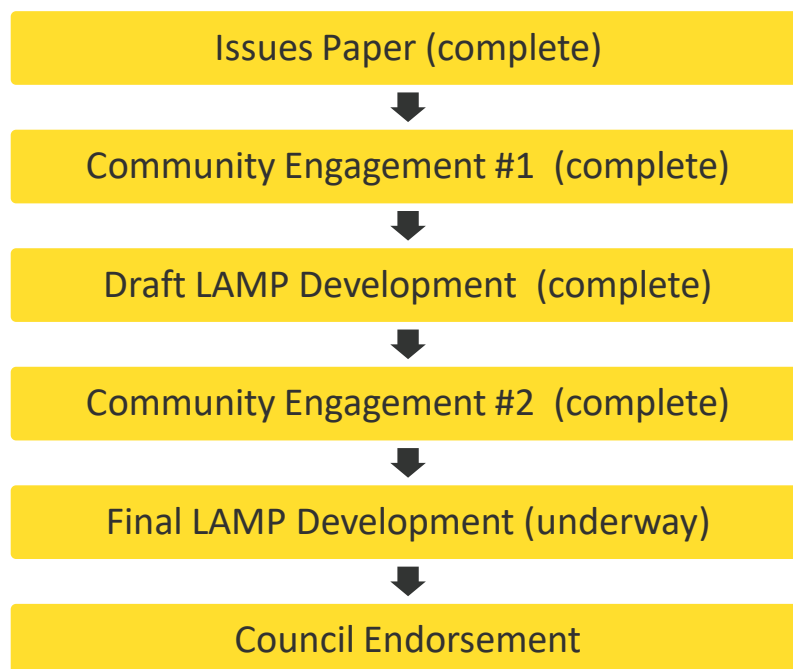 Issues Paper (complete)
Community Engagement #1 (complete)
Draft LAMP Development (complete)
Community Engagement #2 (complete)
Final LAMP Development (underway)
Council Endorsement